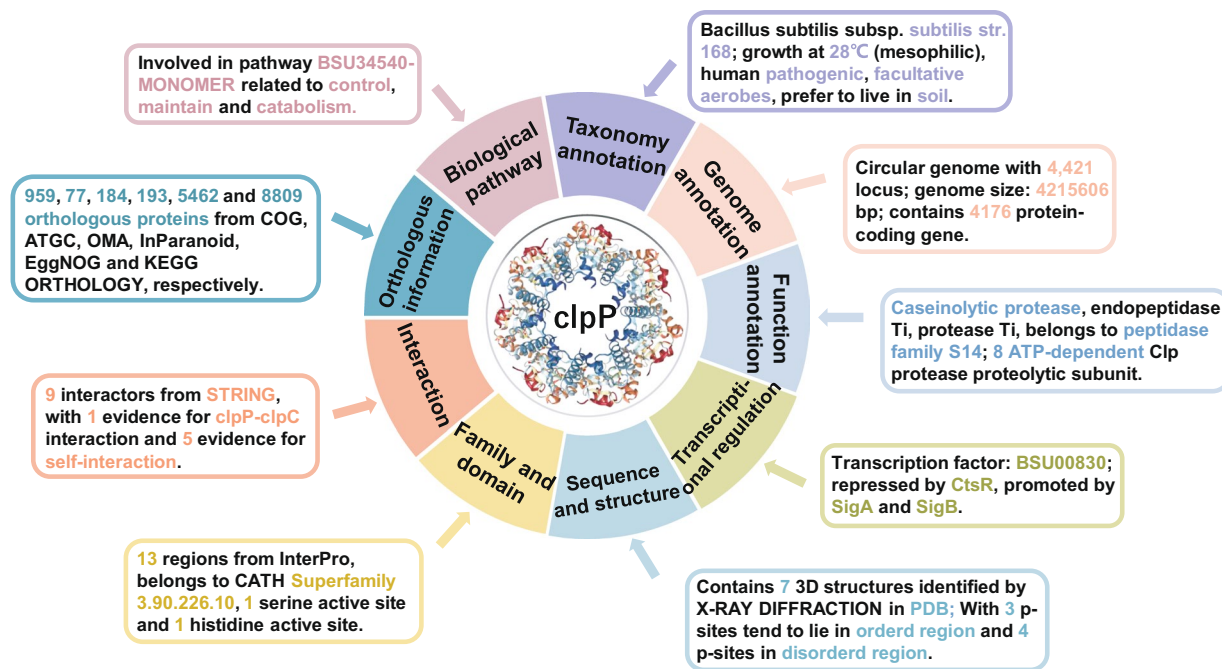 Bacillus subtilis subsp. subtilis str.
168; growth at 28℃ (mesophilic),
human pathogenic, facultative
aerobes, prefer to live in soil.
Involved in pathway BSU34540-
MONOMER related to control,
maintain and catabolism.
Taxonomy
annotation
Biological
pathway
Genome
annotation
Circular genome with 4,421
locus; genome size: 4215606
bp; contains 4176 protein-
coding gene.
959, 77, 184, 193, 5462 and 8809
orthologous proteins from COG,
ATGC, OMA, InParanoid,
EggNOG and KEGG
ORTHOLOGY, respectively.
Orthologous
information
Function
annotation
clpP
Caseinolytic protease, endopeptidase
Ti, protease Ti, belongs to peptidase
family S14; 8 ATP-dependent Clp
protease proteolytic subunit.
Interaction
9 interactors from STRING,
with 1 evidence for clpP-clpC
interaction and 5 evidence for
self-interaction.
Transcripti-
onal regulation
Family and
domain
Sequence
and structure
Transcription factor: BSU00830;
repressed by CtsR, promoted by
SigA and SigB.
13 regions from InterPro,
belongs to CATH Superfamily
3.90.226.10, 1 serine active site
and 1 histidine active site.
Contains 7 3D structures identified by
X-RAY DIFFRACTION in PDB; With 3 p-
sites tend to lie in orderd region and 4
p-sites in disorderd region.